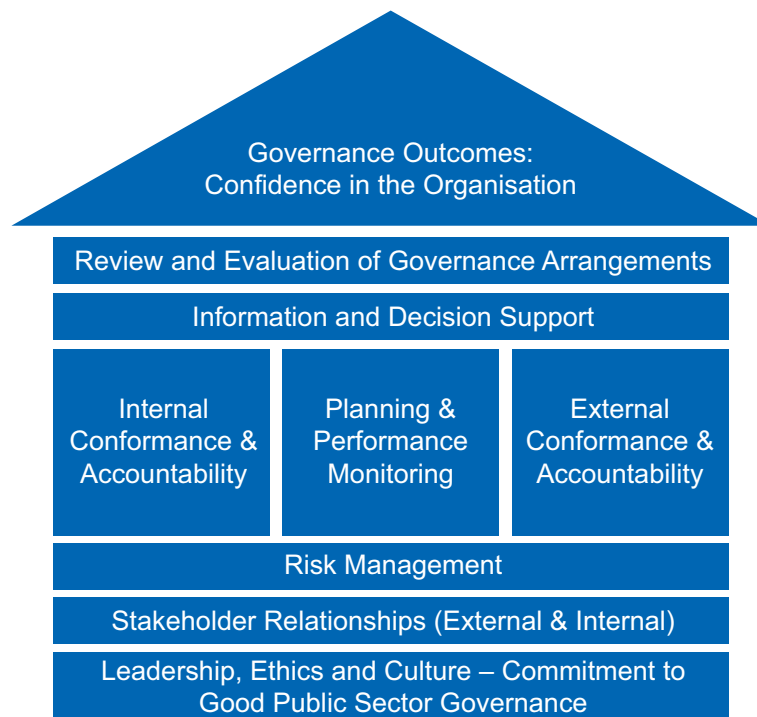 Governance Outcomes:
Confidence in the Organisation
Review and Evaluation of Governance Arrangements
Information and Decision Support
Internal
Conformance &
Accountability
Planning &
Performance
Monitoring
External
Conformance &
Accountability
Risk Management
Stakeholder Relationships (External & Internal)
Leadership, Ethics and Culture – Commitment to
Good Public Sector Governance